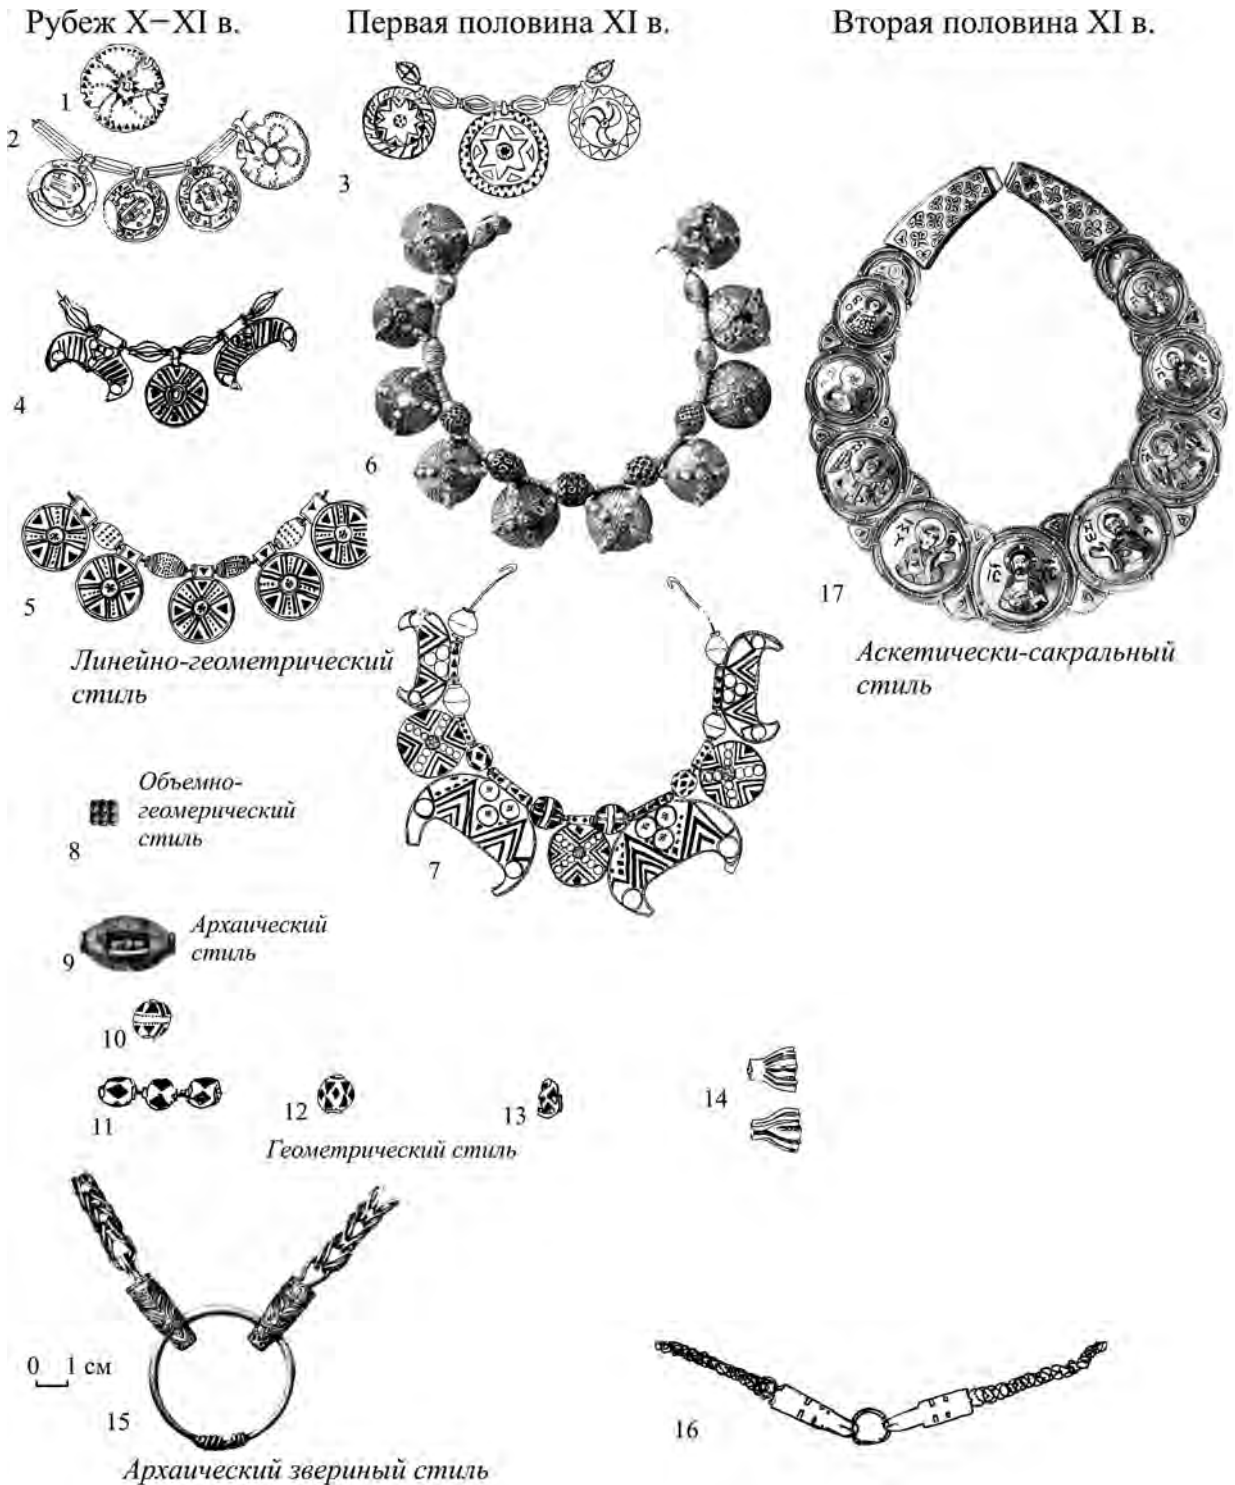 Рубеж X−XI в.
Первая половина XI в.
Вторая половина XI в.
1
2
3
4
5
6
17
Линейно-геометрический
стиль
Аскетически-сакральный
стиль
Объемно-
геомерический
стиль
8
7
Архаический
стиль
9
10
11
12
13
14
Геометрический стиль
0 1 см
15
16
Архаический звериный стиль